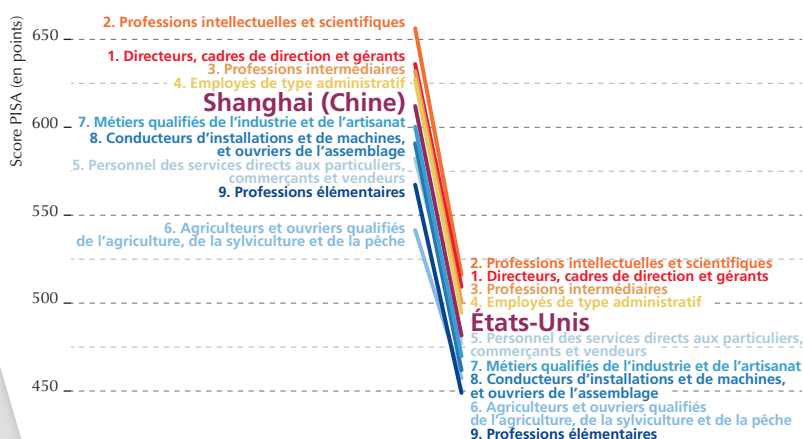 Score PISA (en points)
650
600
550
500
450
2. Professions intellectuelles et scientifiques
1. Directeurs, cadres de direction et gérants
3. Professions intermédiaires
4. Employés de type administratif
Shanghai (Chine)
7. Métiers qualifiés de l'industrie et de l'artisanat
8. Conducteurs d'installations et de machines,
et ouvriers de l'assemblage
5. Personnel des services directs aux particuliers,
commerçants et vendeurs
9. Professions élémentaires
6. Agriculteurs et ouvriers qualifiés
de l'agriculture, de la sylviculture et de la pêche
2. Professions intellectuelles et scientifiques
1. Directeurs, cadres de direction et gérants
3. Professions intermédiaires
4. Employés de type administratif
États-Unis
5. Personnel des services directs aux particuliers,
commerçants et vendeurs
7. Métiers qualifiés de l'industrie et de l'artisanat
8. Conducteurs d'installations et de machines,
et ouvriers de l'assemblage
6. Agriculteurs et ouvriers qualifiés
de l'agriculture, de la sylviculture et de la pêche
9. Professions élémentaires